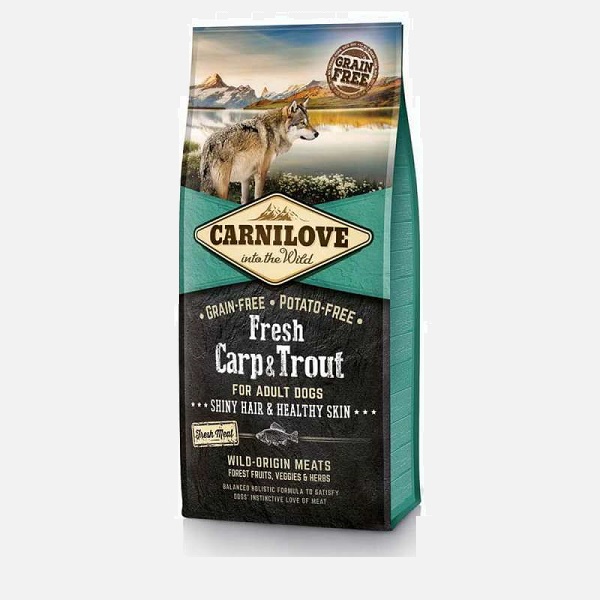 GRAIN
FREE
CARNILOVE
into the Wild
• GRAIN-FREE • POTATO-FREE •
Fresh
Carp & Trout
FOR ADULT DOGS
*** SHINY HAIR & HEALTHY SKIN ***
Fresh Meat
WILD-ORIGIN MEATS
FOREST FRUITS, VEGGIES & HERBS
BALANCED HOLISTIC FORMULA TO SATISFY
DOGS' INSTINCTIVE LOVE OF MEAT